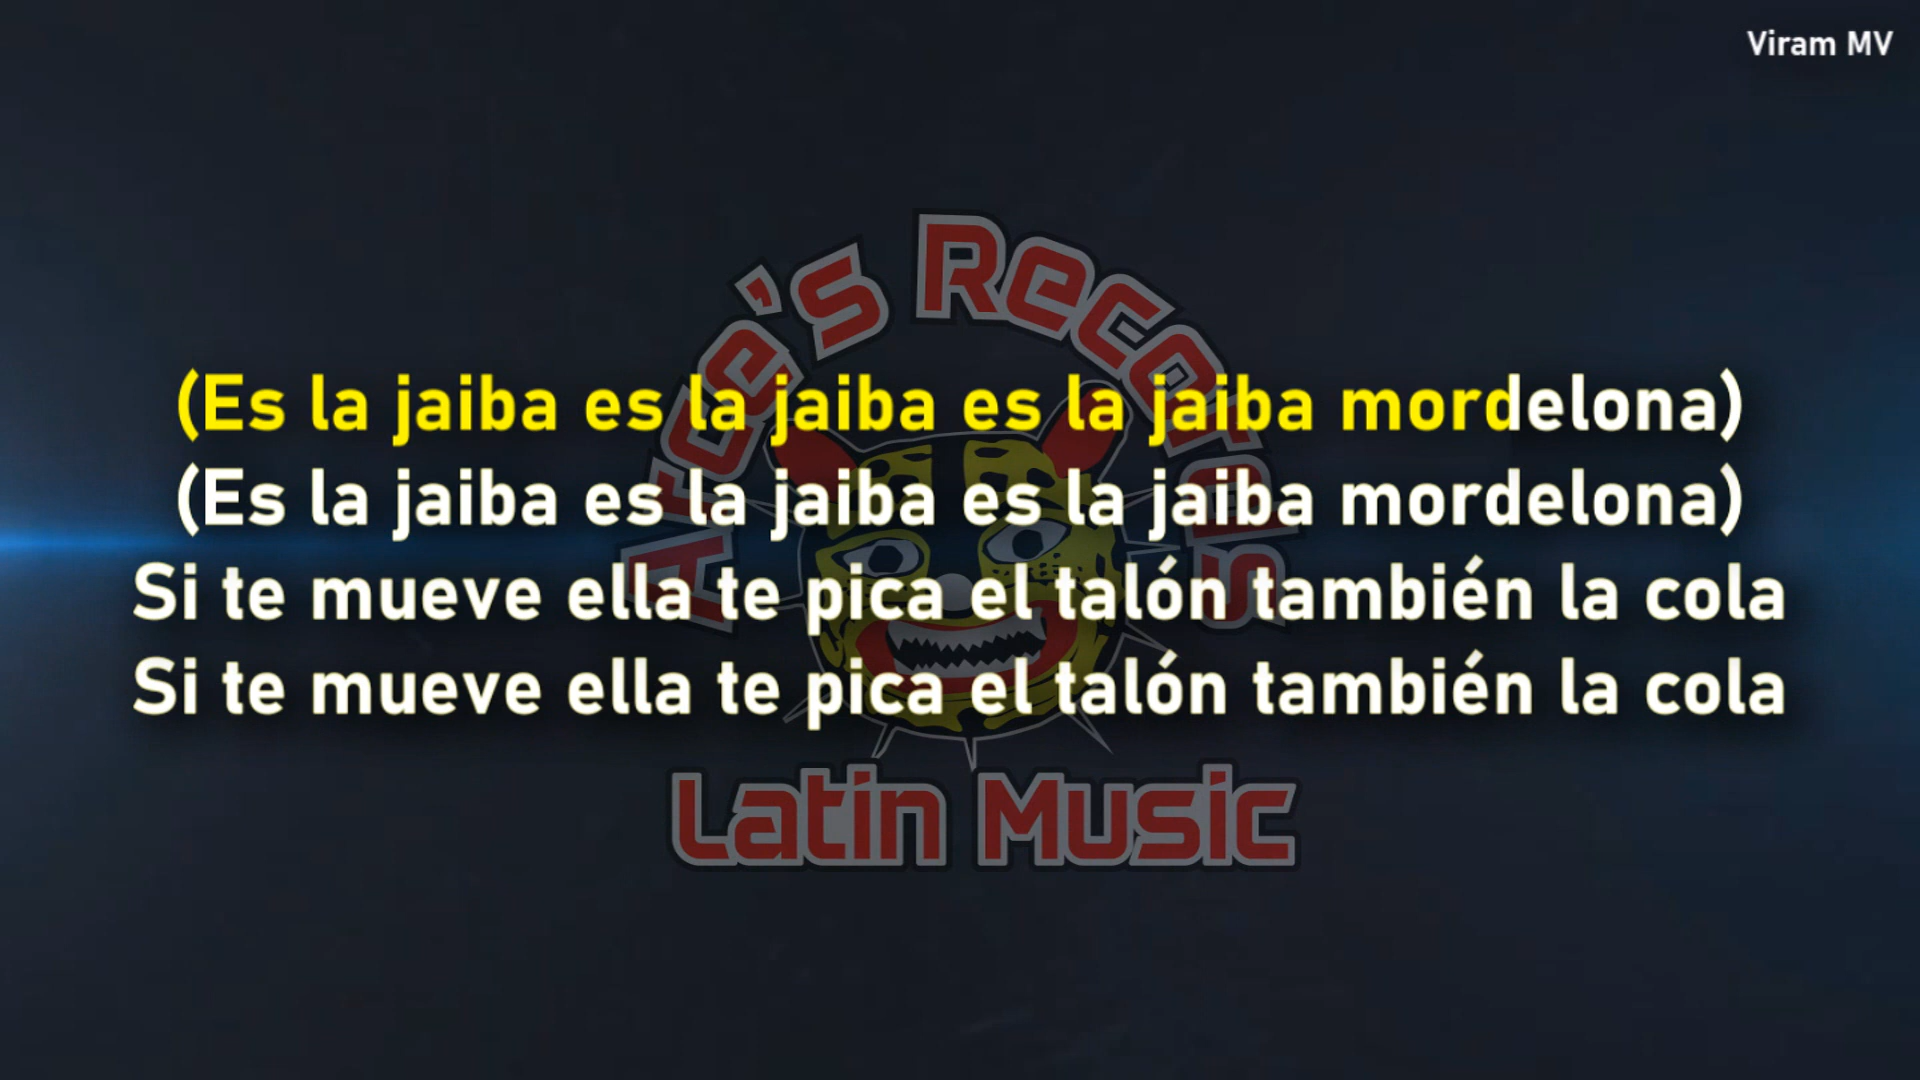 Viram MV
Arce's Records
(Es la jaiba es la jaiba es la jaiba mordelona)
(Es la jaiba es la jaiba es la jaiba mordelona)
Si te mueve ella te pica el talón también la cola
Si te mueve ella te pica el talón también la cola
Latin Music